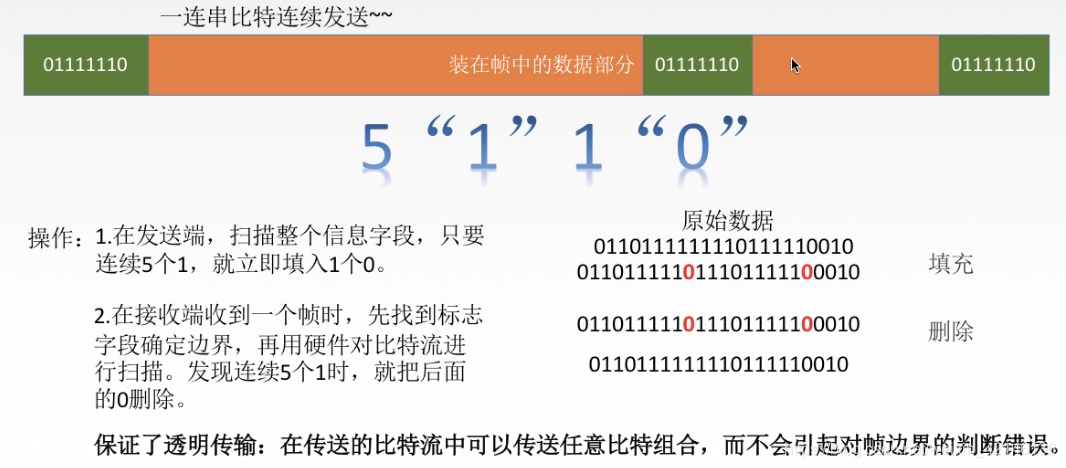 一连串比特连续发送~~
01111110 装在帧中的数据部分 01111110 01111110
5 “1” 1 “0”
操作：1.在发送端，扫描整个信息字段，只要
连续5个1，就立即填入1个0。
2.在接收端收到一个帧时，先找到标志
字段确定边界，再用硬件对比特流进
行扫描。发现连续5个1时，就把后面
的0删除。
原始数据
0110111111110111110010
011011111011101111100010 填充
011011111011101111100010 删除
0110111111110111110010
保证了透明传输：在传送的比特流中可以传送任意比特组合，而不会引起对帧边界的判断错误。